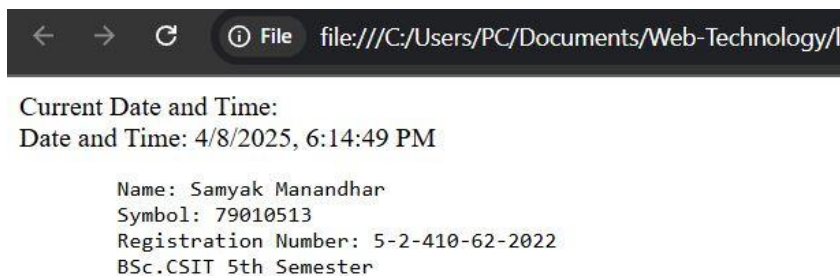 File file:///C:/Users/PC/Documents/Web-Technology/l
Current Date and Time:
Date and Time: 4/8/2025, 6:14:49 PM
Name: Samyak Manandhar
Symbol: 79010513
Registration Number: 5-2-410-62-2022
BSc.CSIT 5th Semester